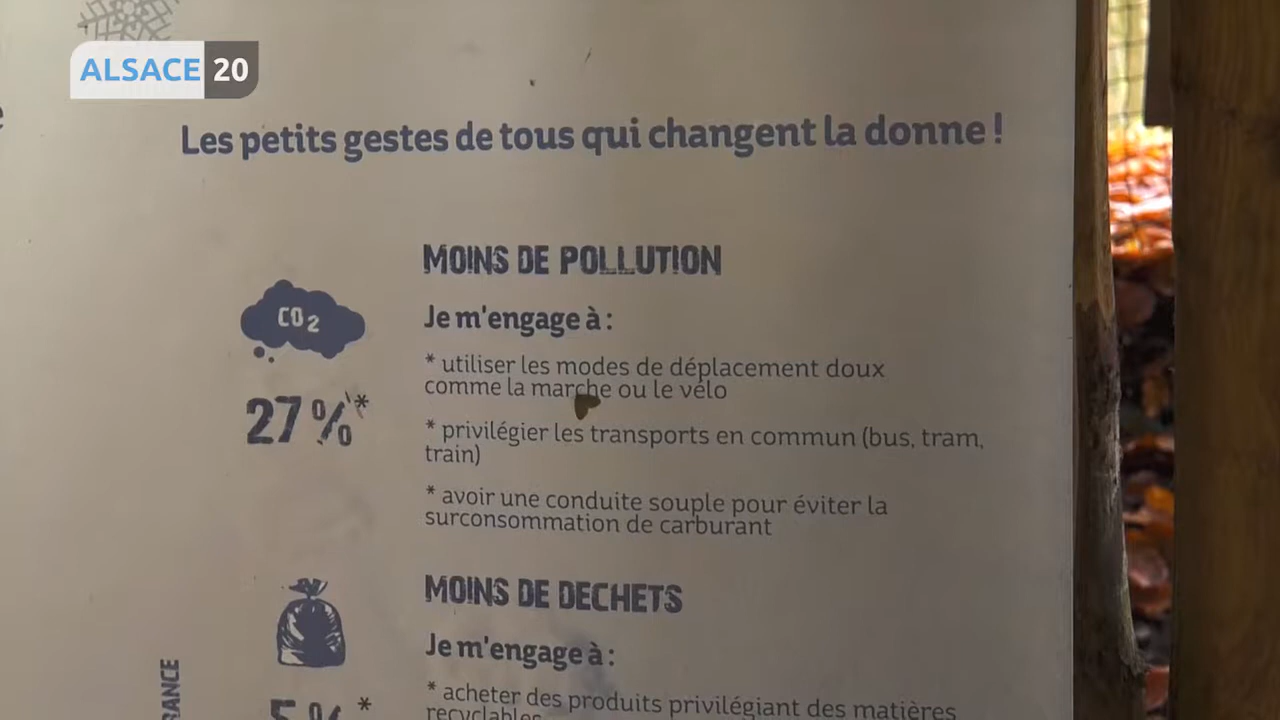 ALSACE 20
Les petits gestes de tous qui changent la donne !
MOINS DE POLLUTION
CO2
Je m'engage à :
* utiliser les modes de déplacement doux
comme la marche ou le vélo
27 %*
* privilégier les transports en commun (bus, tram,
train)
* avoir une conduite souple pour éviter la
surconsommation de carburant
MOINS DE DECHETS
Je m'engage à :
* acheter des produits privilégiant des matières
recyclables
5 % *